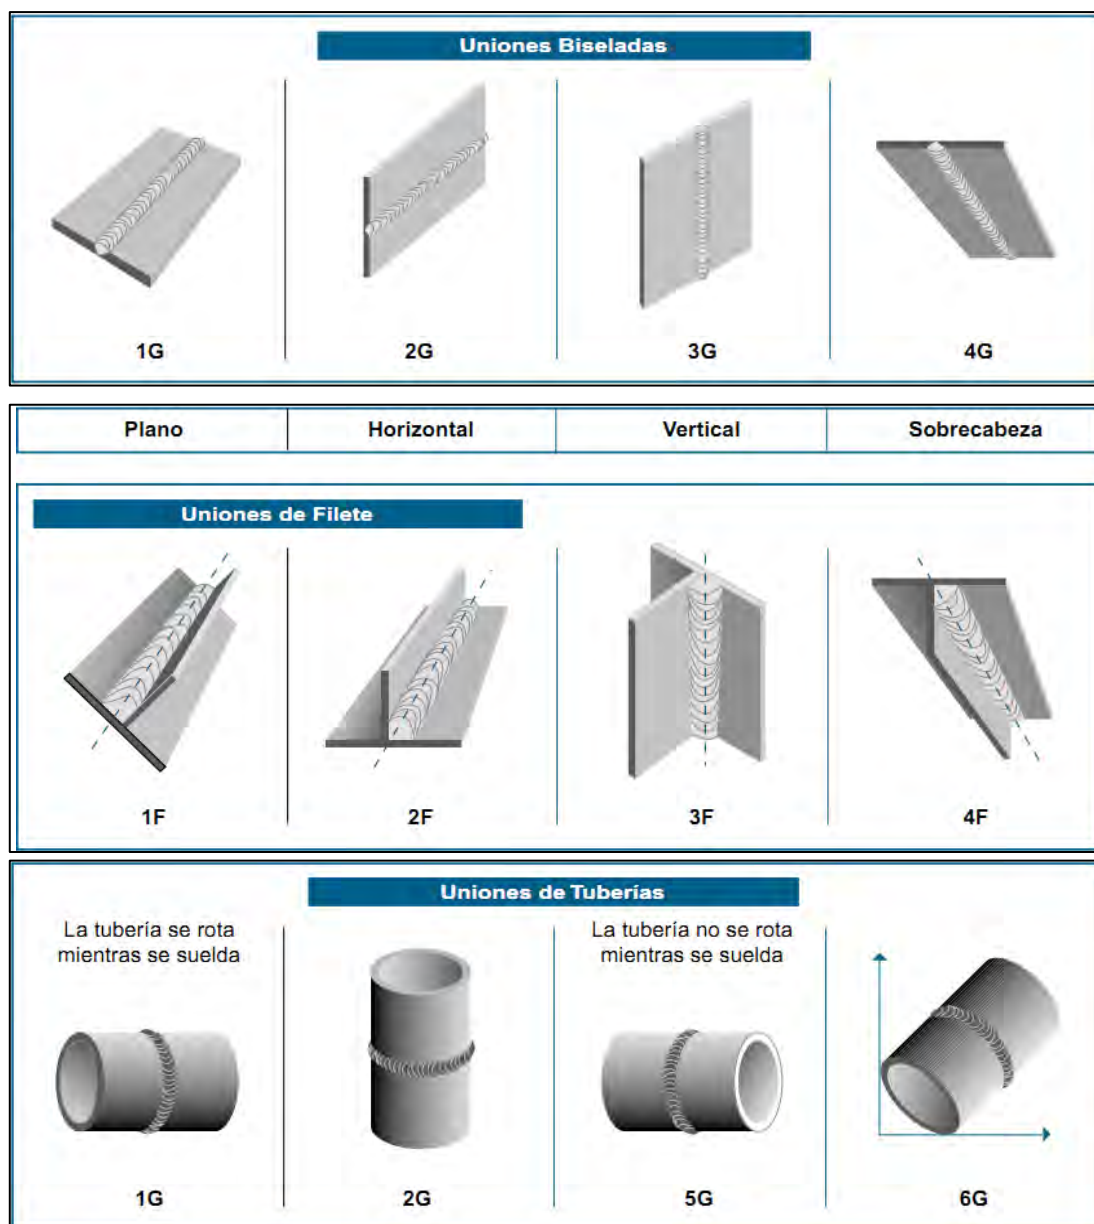 Uniones Biseladas
1G
2G
3G
4G
Plano
Horizontal
Vertical
Sobrecabeza
Uniones de Filete
1F
2F
3F
4F
Uniones de Tuberías
La tubería se rota
mientras se suelda
La tubería no se rota
mientras se suelda
1G
2G
5G
6G